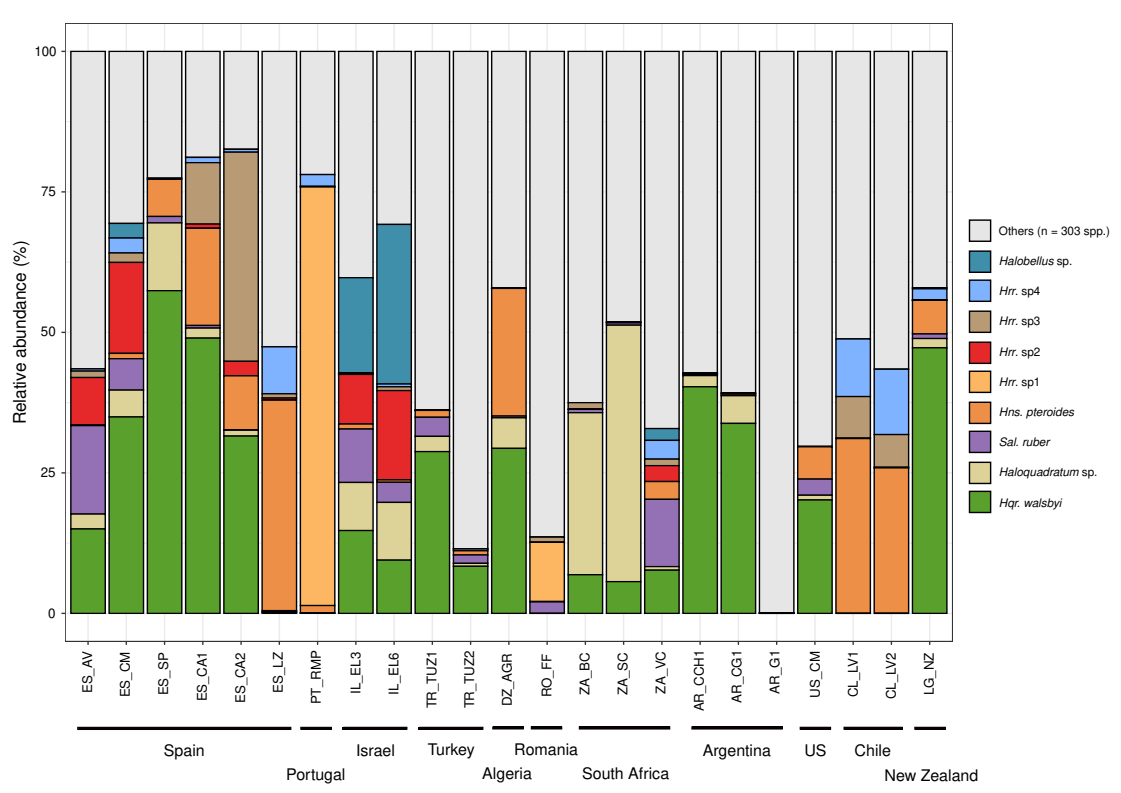 Relative abundance (%)
100
75
50
25
0
Others (n = 303 spp.)
Halobellus sp.
Hrr. sp4
Hrr. sp3
Hrr. sp2
Hrr. sp1
Hns. pteroides
Sal. ruber
Haloquadratum sp.
Hqr. walsbyi
ES_AV
ES_CM
ES_SP
ES_CA1
ES_CA2
ES_LZ
PT_RMP
IL_EL3
IL_EL6
TR_TUZ1
TR_TUZ2
DZ_AGR
RO_FF
ZA_BC
ZA_SC
ZA_VC
AR_CCH1
AR_CG1
AR_G1
US_CM
CL_LV1
CL_LV2
LG_NZ
Spain
Portugal
Israel
Turkey
Algeria
Romania
South Africa
Argentina
US
Chile
New Zealand